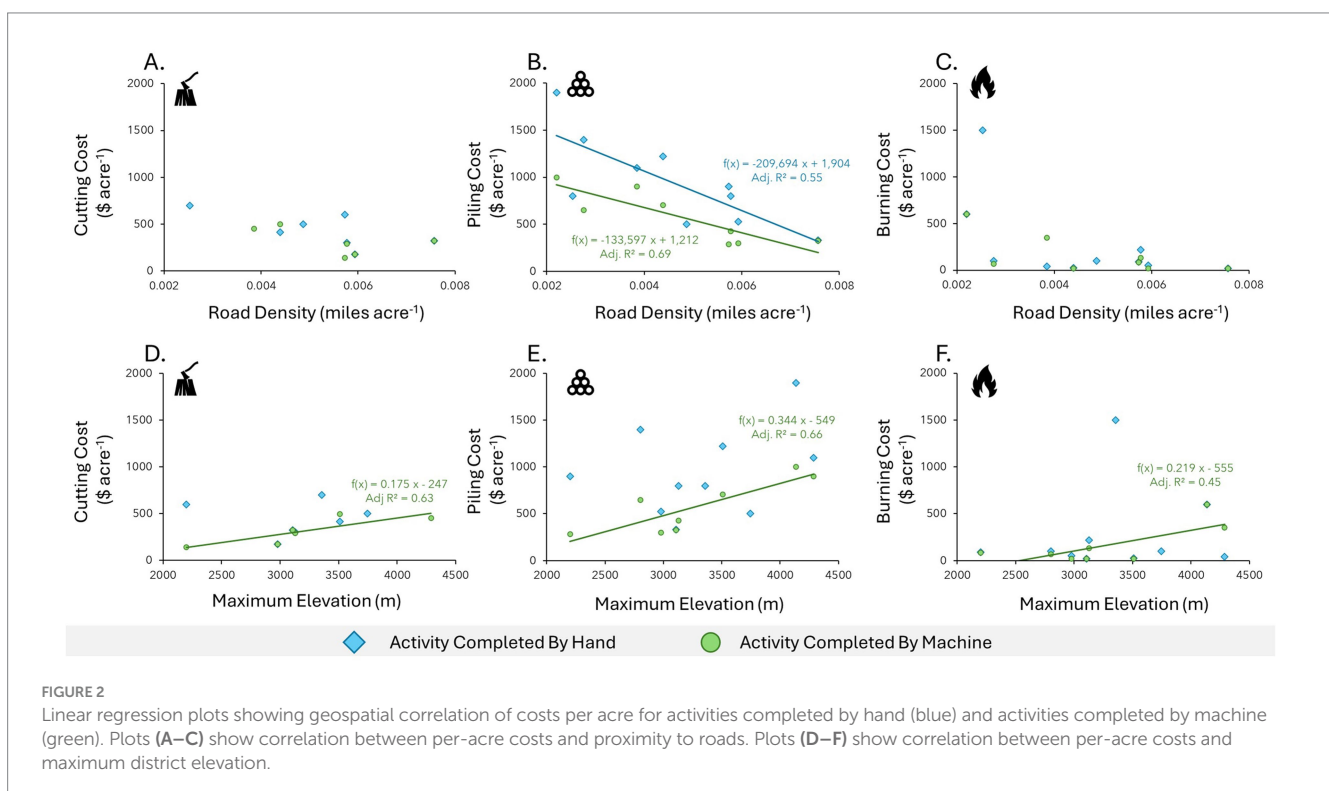 A.
2000
1500
1000
500
0
0.002
0.004
0.006
0.008
Cutting Cost
($ acre⁻¹)
Road Density (miles acre⁻¹)
B.
2000
1500
1000
500
0
0.002
0.004
0.006
0.008
Piling Cost
($ acre⁻¹)
f(x) = -209,694 x + 1,904
Adj. R² = 0.55
f(x) = -133,597 x + 1,212
Adj. R² = 0.69
Road Density (miles acre⁻¹)
C.
2000
1500
1000
500
0
0.002
0.004
0.006
0.008
Burning Cost
($ acre⁻¹)
Road Density (miles acre⁻¹)
D.
2000
1500
1000
500
0
2000
2500
3000
3500
4000
4500
Cutting Cost
($ acre⁻¹)
f(x) = 0.175 x - 247
Adj R² = 0.63
Maximum Elevation (m)
E.
2000
1500
1000
500
0
2000
2500
3000
3500
4000
4500
Piling Cost
($ acre⁻¹)
f(x) = 0.344 x - 549
Adj. R² = 0.66
Maximum Elevation (m)
F.
2000
1500
1000
500
0
2000
2500
3000
3500
4000
4500
Burning Cost
($ acre⁻¹)
f(x) = 0.219 x - 555
Adj. R² = 0.45
Maximum Elevation (m)
Activity Completed By Hand
Activity Completed By Machine
FIGURE 2
Linear regression plots showing geospatial correlation of costs per acre for activities completed by hand (blue) and activities completed by machine
(green). Plots (A–C) show correlation between per-acre costs and proximity to roads. Plots (D–F) show correlation between per-acre costs and
maximum district elevation.